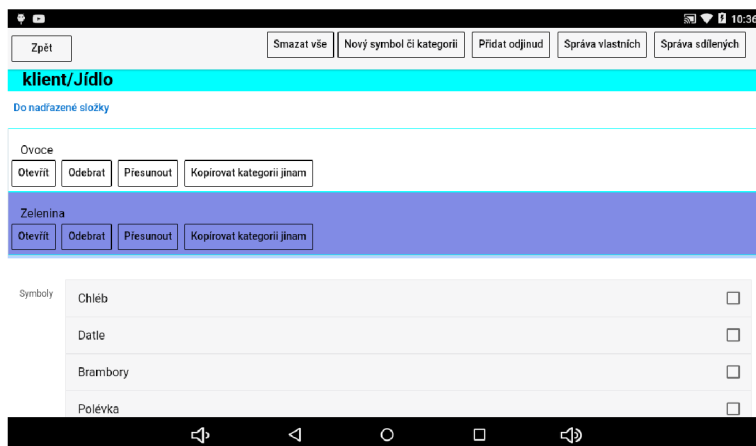 10:36
Zpět Smazat vše Nový symbol či kategorii Přidat odjinud Správa vlastních Správa sdílených
klient/Jídlo
Do nadřazené složky
Ovoce
Otevřít Odebrat Přesunout Kopírovat kategorii jinam
Zelenina
Otevřít Odebrat Přesunout Kopírovat kategorii jinam
Symboly Chléb
Datle
Brambory
Polévka